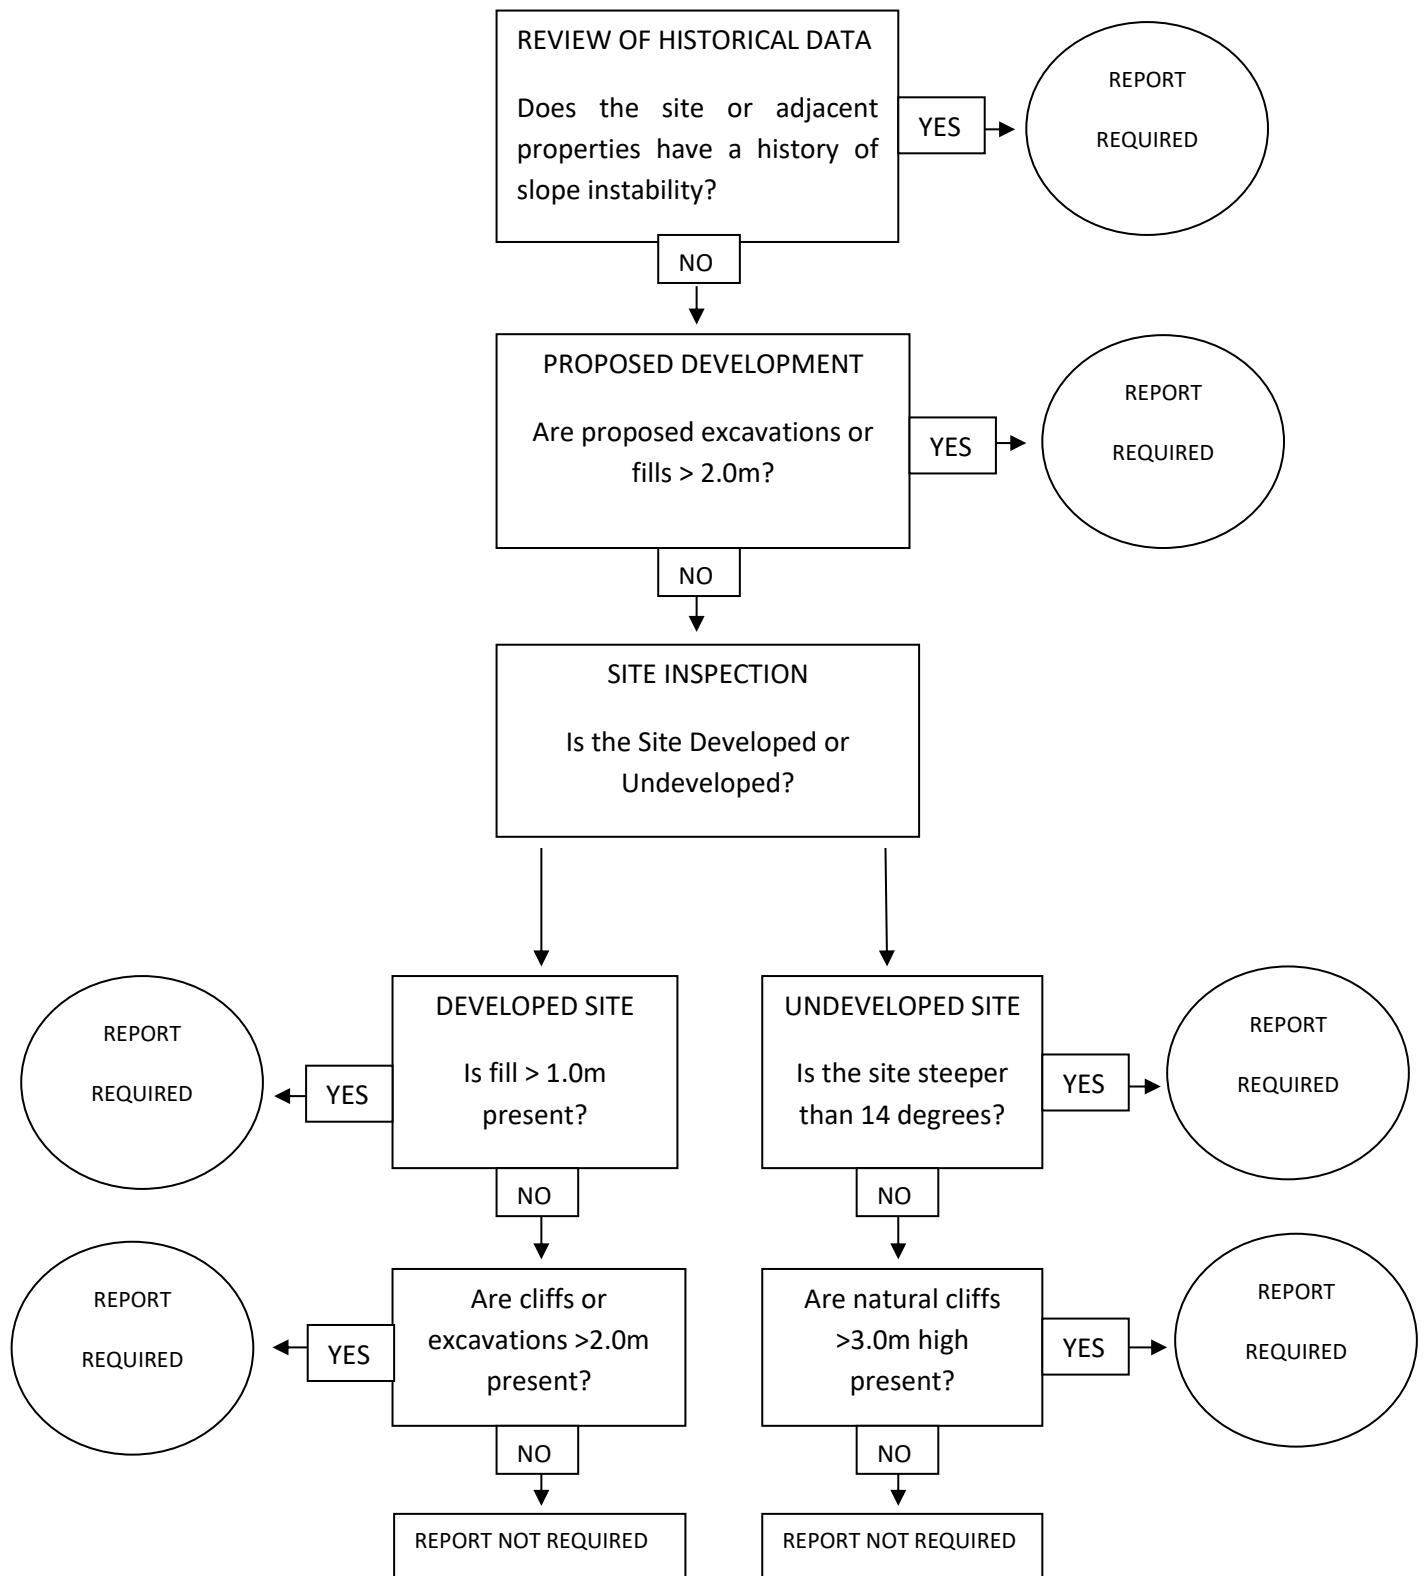 REVIEW OF HISTORICAL DATA
Does the site or adjacent
properties have a history of
slope instability?
YES
REPORT
REQUIRED
NO
PROPOSED DEVELOPMENT
Are proposed excavations or
fills > 2.0m?
YES
REPORT
REQUIRED
NO
SITE INSPECTION
Is the Site Developed or
Undeveloped?
DEVELOPED SITE
Is fill > 1.0m
present?
YES
REPORT
REQUIRED
NO
Are cliffs or
excavations >2.0m
present?
YES
REPORT
REQUIRED
NO
REPORT NOT REQUIRED
UNDEVELOPED SITE
Is the site steeper
than 14 degrees?
YES
REPORT
REQUIRED
NO
Are natural cliffs
>3.0m high
present?
YES
REPORT
REQUIRED
NO
REPORT NOT REQUIRED